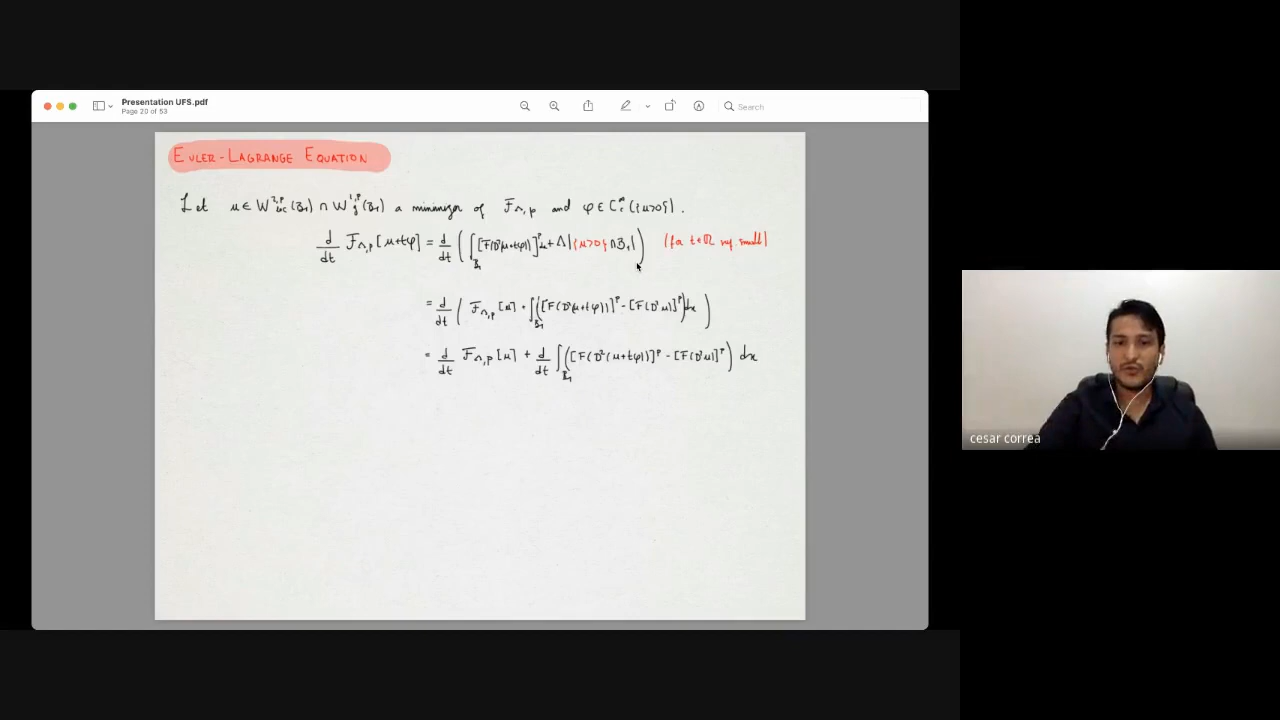 Presentation UFS.pdf
Page 20 of 53
Search
EULER-LAGRANGE EQUATION
Let u ∈ W^{2,p}_{loc}(B₁) ∩ W^{1,p}_g(B₁) a minimizer of F_{Λ,p} and φ ∈ C_c^∞({u>0}).
d/dt F_{Λ,p}[u+tφ] = d/dt ( ∫_{B₁} [F(D²(u+tφ))]^p dx + Λ|{u>0}∩B₁| ) (for t∈ℝ small)
= d/dt ( F_{Λ,p}[u] + ∫_{B₁} ([F(D²(u+tφ))]^p - [F(D²u)]^p) dx )
= d/dt F_{Λ,p}[u] + d/dt ∫_{B₁} ([F(D²(u+tφ))]^p - [F(D²u)]^p) dx
cesar correa